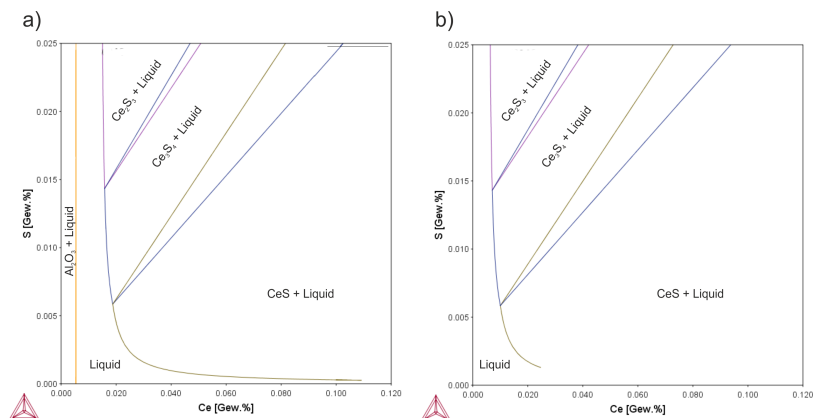 a)
b)
0.025
0.020
0.015
0.010
0.005
0.000
S [Gew.%]
Al₂O₃ + Liquid
Ce₂S₃ + Liquid
Ce₃S₄ + Liquid
CeS + Liquid
Liquid
0.000 0.020 0.040 0.060 0.080 0.100 0.120
Ce [Gew.%]
0.025
0.020
0.015
0.010
0.005
0.000
S [Gew.%]
Ce₂S₃ + Liquid
Ce₃S₄ + Liquid
CeS + Liquid
Liquid
0.000 0.020 0.040 0.060 0.080 0.100 0.120
Ce [Gew.%]